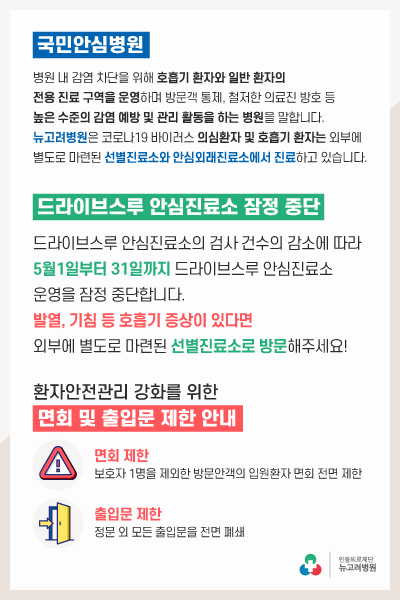 국민안심병원
병원 내 감염 차단을 위해 호흡기 환자와 일반 환자의
전용 진료 구역을 운영하며 방문객 통제, 철저한 의료진 방호 등
높은 수준의 감염 예방 및 관리 활동을 하는 병원을 말합니다.
뉴고려병원은 코로나19 바이러스 의심환자 및 호흡기 환자는 외부에
별도로 마련된 선별진료소와 안심외래진료소에서 진료하고 있습니다.
드라이브스루 안심진료소 잠정 중단
드라이브스루 안심진료소의 검사 건수의 감소에 따라
5월1일부터 31일까지 드라이브스루 안심진료소
운영을 잠정 중단합니다.
발열, 기침 등 호흡기 증상이 있다면
외부에 별도로 마련된 선별진료소로 방문해주세요!
환자안전관리 강화를 위한
면회 및 출입문 제한 안내
면회 제한
보호자 1명을 제외한 방문안객의 입원환자 면회 전면 제한
출입문 제한
정문 외 모든 출입문을 전면 폐쇄
인봉의료재단
뉴고려병원